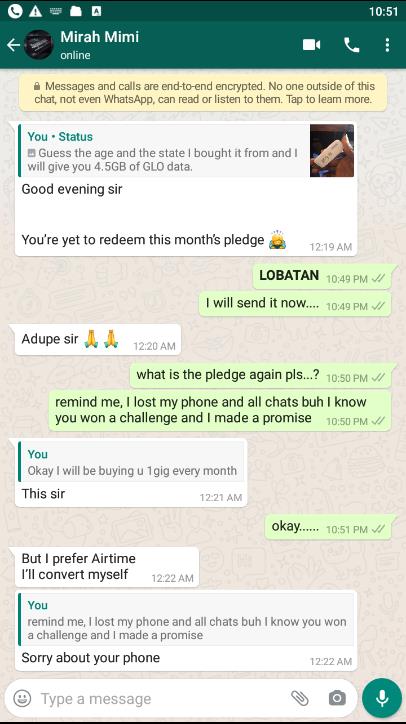 10:51
Mirah Mimi
online
Messages and calls are end-to-end encrypted. No one outside of this
chat, not even WhatsApp, can read or listen to them. Tap to learn more.
You • Status
Guess the age and the state I bought it from and I
will give you 4.5GB of GLO data.
Good evening sir
You're yet to redeem this month's pledge
12:19 AM
LOBATAN 10:49 PM
I will send it now.... 10:49 PM
Adupe sir 🙏🙏 12:20 AM
what is the pledge again pls...? 10:50 PM
remind me, I lost my phone and all chats buh I know
you won a challenge and I made a promise 10:50 PM
You
Okay I will be buying u 1gig every month
This sir 12:21 AM
okay...... 10:51 PM
But I prefer Airtime
I'll convert myself 12:22 AM
You
remind me, I lost my phone and all chats buh I know you won
a challenge and I made a promise
Sorry about your phone 12:22 AM
Type a message